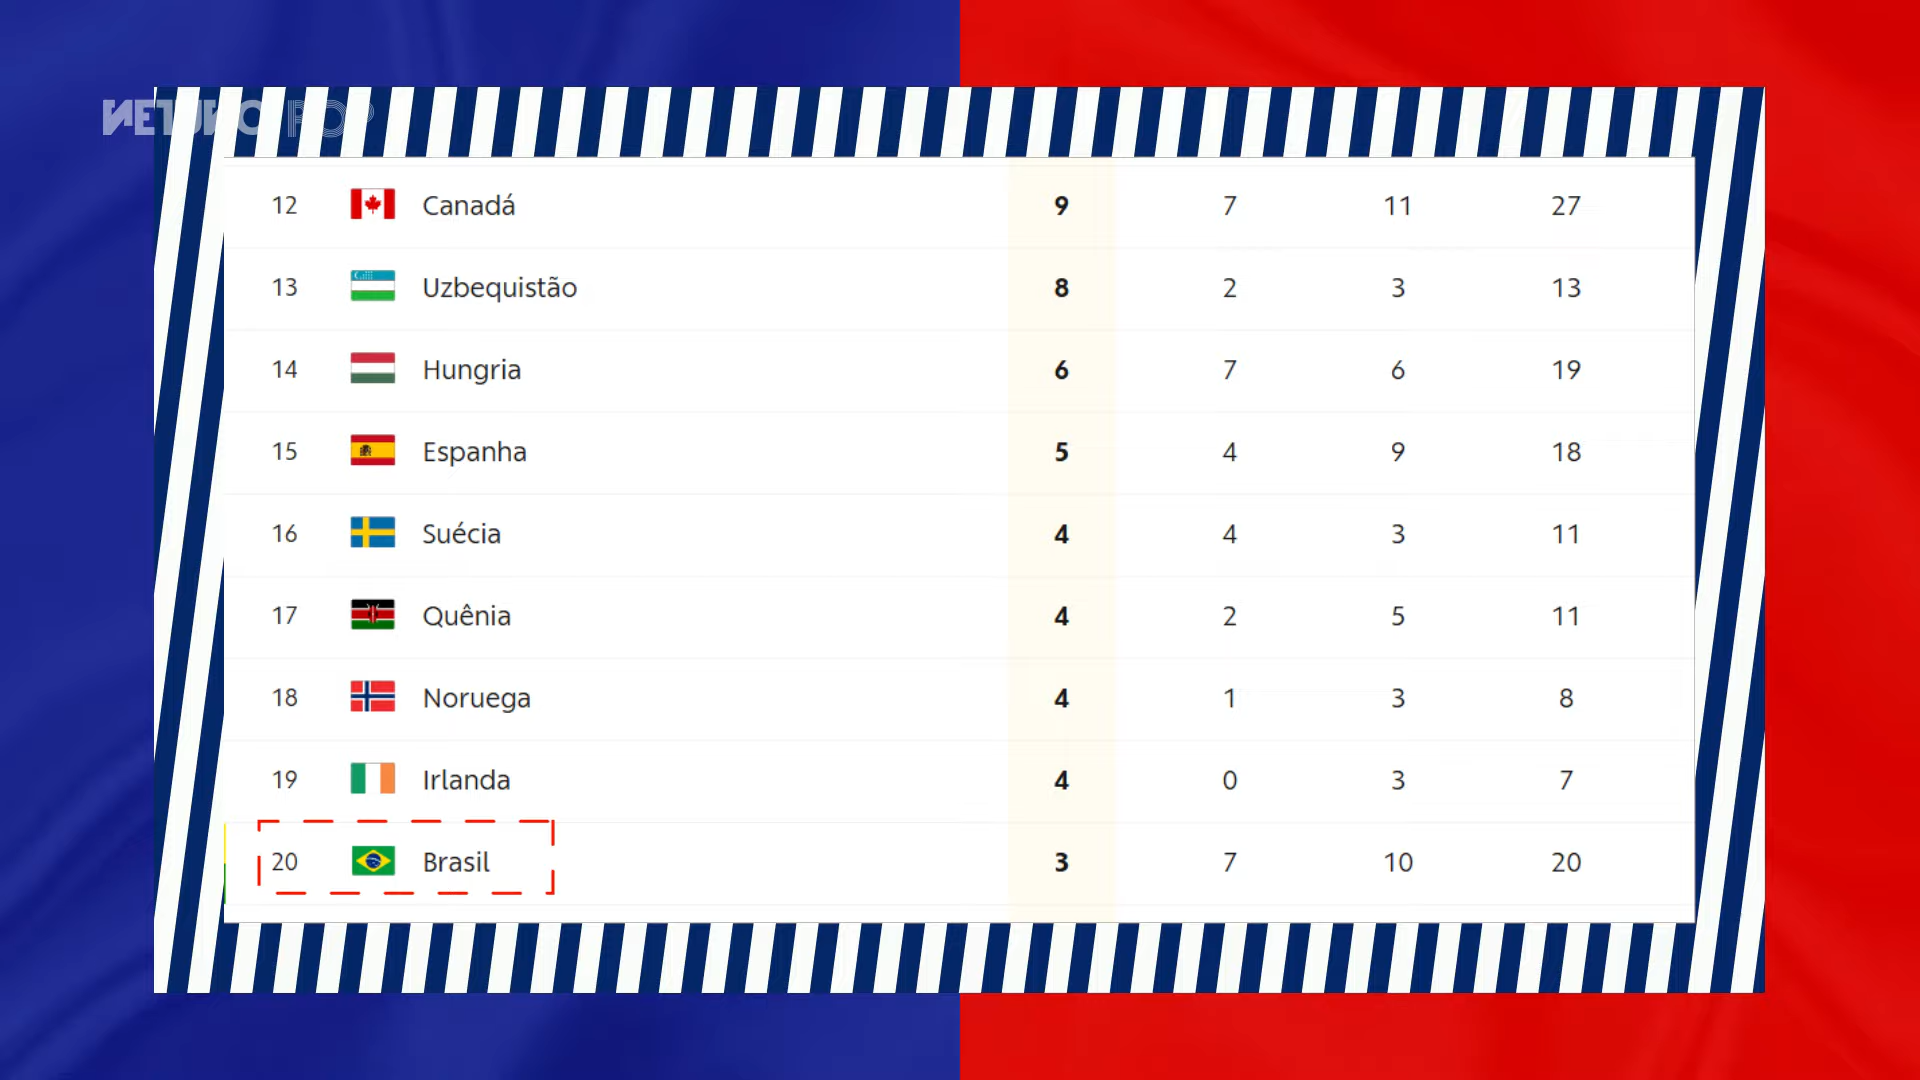 NETUNO POP
12 Canadá 9 7 11 27
13 Uzbequistão 8 2 3 13
14 Hungria 6 7 6 19
15 Espanha 5 4 9 18
16 Suécia 4 4 3 11
17 Quênia 4 2 5 11
18 Noruega 4 1 3 8
19 Irlanda 4 0 3 7
20 Brasil 3 7 10 20